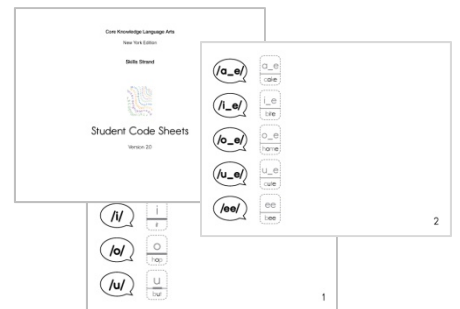 Core Knowledge Language Arts
New York Edition
Skills Strand
Student Code Sheets
Version 2.0
/a_e/ a_e
cake
/i_e/ i_e
bite
/o_e/ o_e
home
/u_e/ u_e
cute
/ee/ ee
bee
2
/i/ i
it
/o/ o
hop
/u/ u
but
1